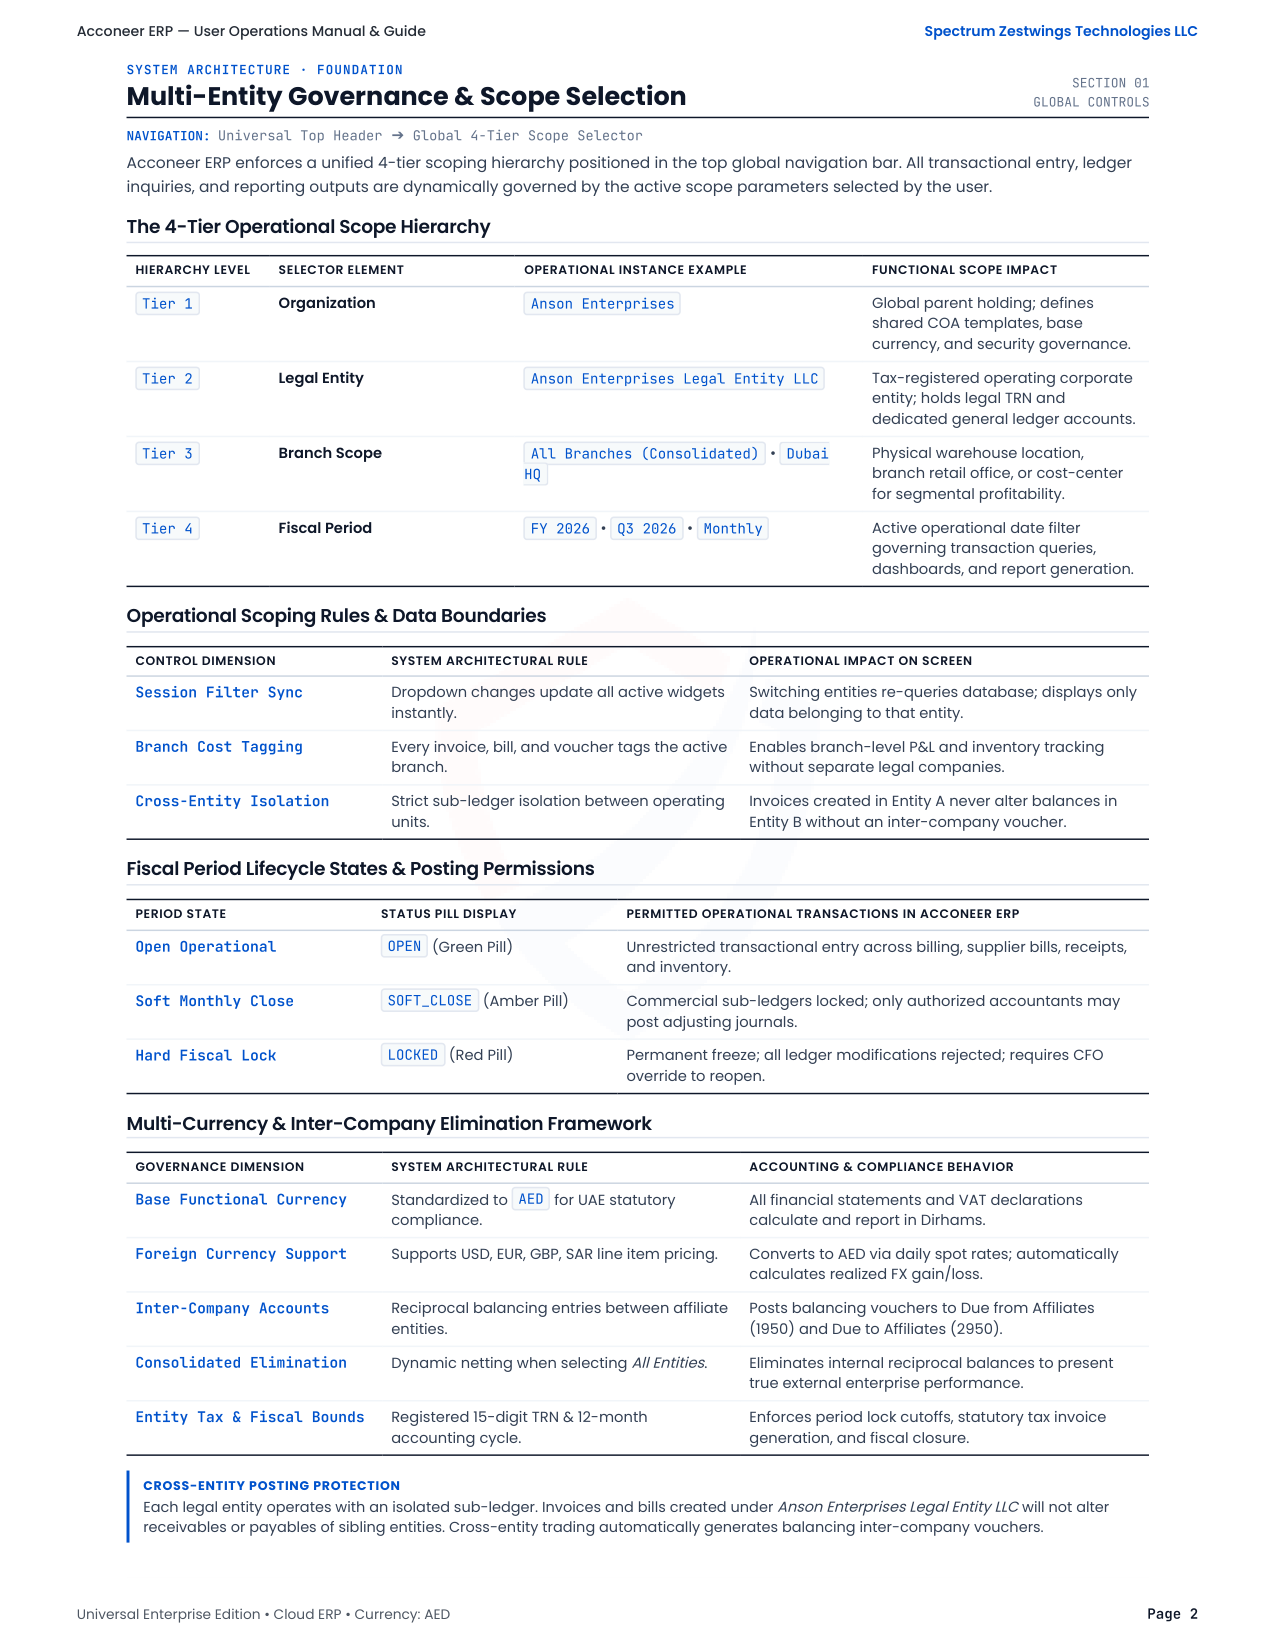 Acconeer ERP — User Operations Manual & Guide
Spectrum Zestwings Technologies LLC
SYSTEM ARCHITECTURE · FOUNDATION
Multi-Entity Governance & Scope Selection
SECTION 01
GLOBAL CONTROLS
NAVIGATION: Universal Top Header ➔ Global 4-Tier Scope Selector
Acconeer ERP enforces a unified 4-tier scoping hierarchy positioned in the top global navigation bar. All transactional entry, ledger
inquiries, and reporting outputs are dynamically governed by the active scope parameters selected by the user.
The 4-Tier Operational Scope Hierarchy
HIERARCHY LEVEL SELECTOR ELEMENT OPERATIONAL INSTANCE EXAMPLE FUNCTIONAL SCOPE IMPACT
Tier 1 Organization Anson Enterprises Global parent holding; defines
shared COA templates, base
currency, and security governance.
Tier 2 Legal Entity Anson Enterprises Legal Entity LLC Tax-registered operating corporate
entity; holds legal TRN and
dedicated general ledger accounts.
Tier 3 Branch Scope All Branches (Consolidated) • Dubai Physical warehouse location,
HQ branch retail office, or cost-center
for segmental profitability.
Tier 4 Fiscal Period FY 2026 • Q3 2026 • Monthly Active operational date filter
governing transaction queries,
dashboards, and report generation.
Operational Scoping Rules & Data Boundaries
CONTROL DIMENSION SYSTEM ARCHITECTURAL RULE OPERATIONAL IMPACT ON SCREEN
Session Filter Sync Dropdown changes update all active widgets Switching entities re-queries database; displays only
instantly. data belonging to that entity.
Branch Cost Tagging Every invoice, bill, and voucher tags the active Enables branch-level P&L and inventory tracking
branch. without separate legal companies.
Cross-Entity Isolation Strict sub-ledger isolation between operating Invoices created in Entity A never alter balances in
units. Entity B without an inter-company voucher.
Fiscal Period Lifecycle States & Posting Permissions
PERIOD STATE STATUS PILL DISPLAY PERMITTED OPERATIONAL TRANSACTIONS IN ACCONEER ERP
Open Operational OPEN (Green Pill) Unrestricted transactional entry across billing, supplier bills, receipts,
and inventory.
Soft Monthly Close SOFT_CLOSE (Amber Pill) Commercial sub-ledgers locked; only authorized accountants may
post adjusting journals.
Hard Fiscal Lock LOCKED (Red Pill) Permanent freeze; all ledger modifications rejected; requires CFO
override to reopen.
Multi-Currency & Inter-Company Elimination Framework
GOVERNANCE DIMENSION SYSTEM ARCHITECTURAL RULE ACCOUNTING & COMPLIANCE BEHAVIOR
Base Functional Currency Standardized to AED for UAE statutory All financial statements and VAT declarations
compliance. calculate and report in Dirhams.
Foreign Currency Support Supports USD, EUR, GBP, SAR line item pricing. Converts to AED via daily spot rates; automatically
calculates realized FX gain/loss.
Inter-Company Accounts Reciprocal balancing entries between affiliate Posts balancing vouchers to Due from Affiliates
entities. (1950) and Due to Affiliates (2950).
Consolidated Elimination Dynamic netting when selecting All Entities. Eliminates internal reciprocal balances to present
true external enterprise performance.
Entity Tax & Fiscal Bounds Registered 15-digit TRN & 12-month Enforces period lock cutoffs, statutory tax invoice
accounting cycle. generation, and fiscal closure.
CROSS-ENTITY POSTING PROTECTION
Each legal entity operates with an isolated sub-ledger. Invoices and bills created under Anson Enterprises Legal Entity LLC will not alter
receivables or payables of sibling entities. Cross-entity trading automatically generates balancing inter-company vouchers.
Universal Enterprise Edition • Cloud ERP • Currency: AED
Page 2